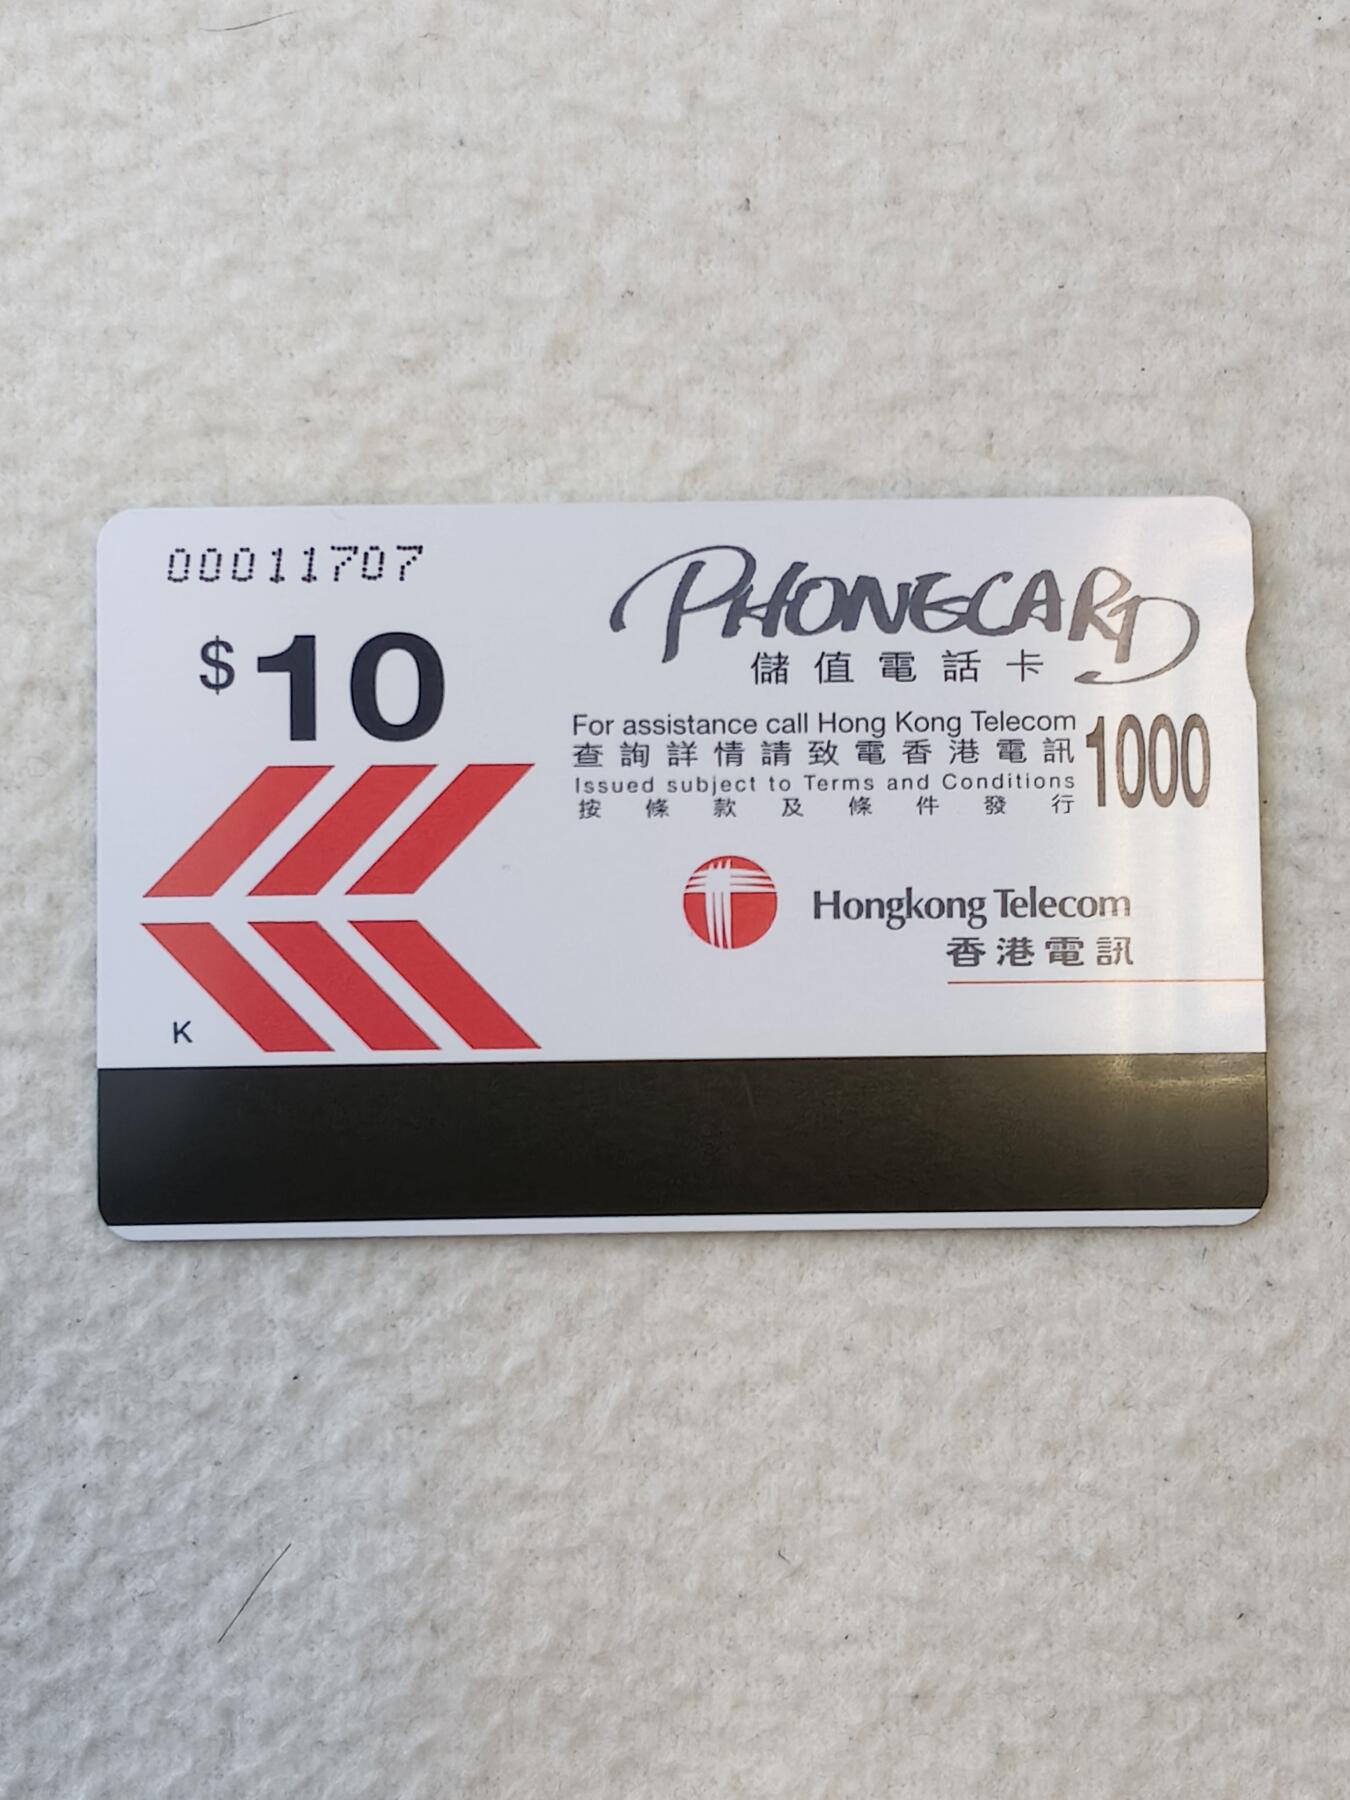 00011707
$10
PHONECARD
儲值電話卡
For assistance call Hong Kong Telecom 1000
查詢詳情請致電香港電訊
Issued subject to Terms and Conditions
按條款及條件發行
Hongkong Telecom
香港電訊
K